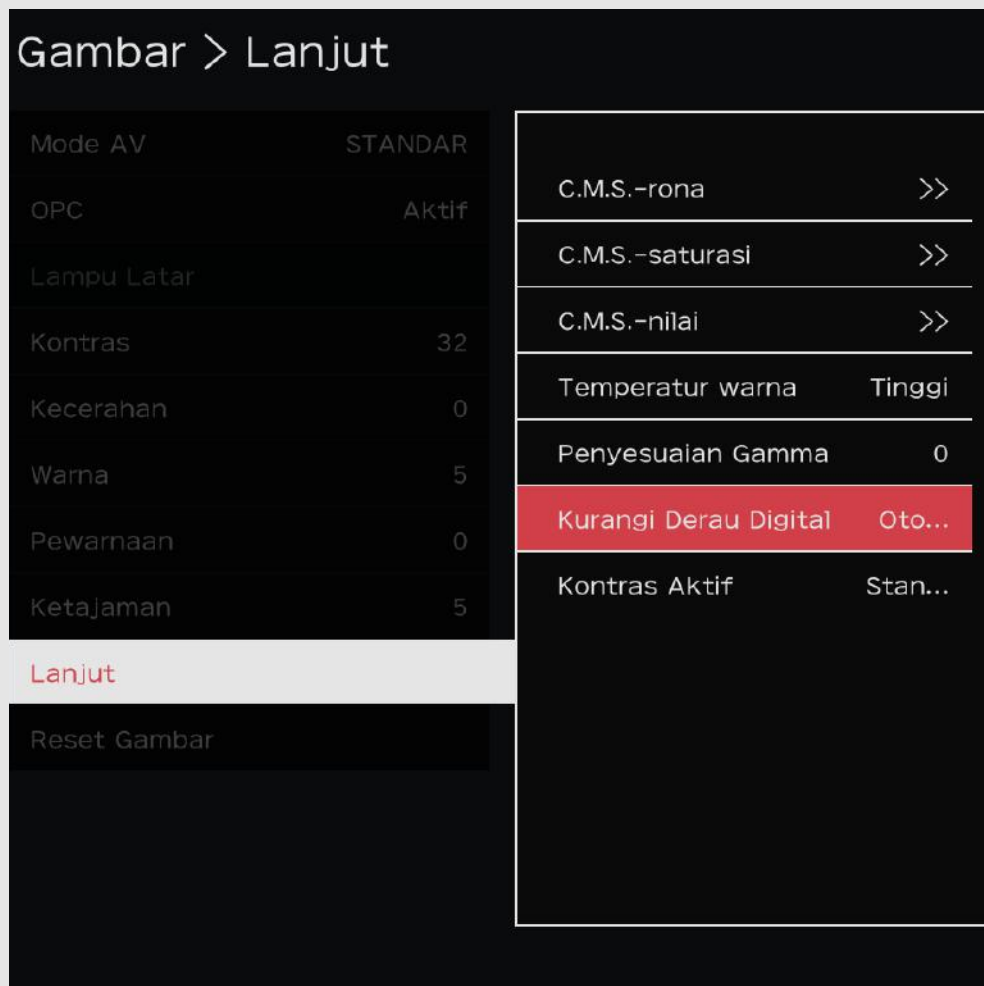 Gambar > Lanjut
Mode AV STANDAR
OPC Aktif
Lampu Latar
Kontras 32
Kecerahan 0
Warna 5
Pewarnaan 0
Ketajaman 5
Lanjut
Reset Gambar
C.M.S.-rona >>
C.M.S.-saturasi >>
C.M.S.-nilai >>
Temperatur warna Tinggi
Penyesuaian Gamma 0
Kurangi Derau Digital Oto...
Kontras Aktif Stan...